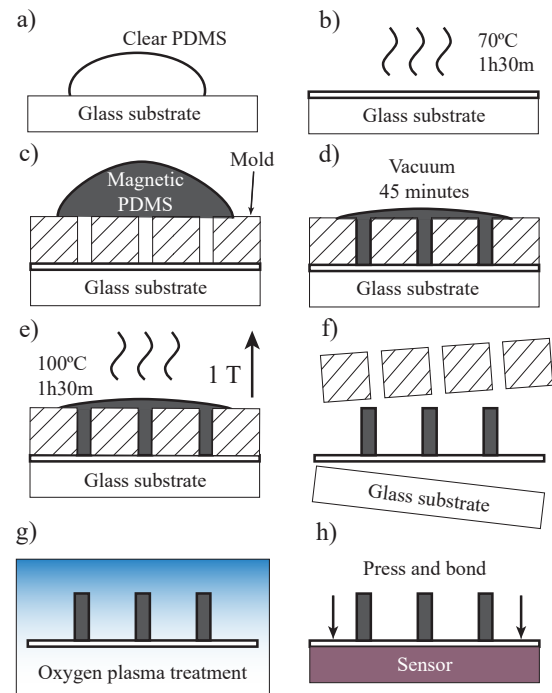 a)
Clear PDMS
Glass substrate
b)
70ºC
1h30m
Glass substrate
c)
Mold
Magnetic
PDMS
Glass substrate
d)
Vacuum
45 minutes
Glass substrate
e)
100ºC
1h30m
1 T
Glass substrate
f)
Glass substrate
g)
Oxygen plasma treatment
h)
Press and bond
Sensor